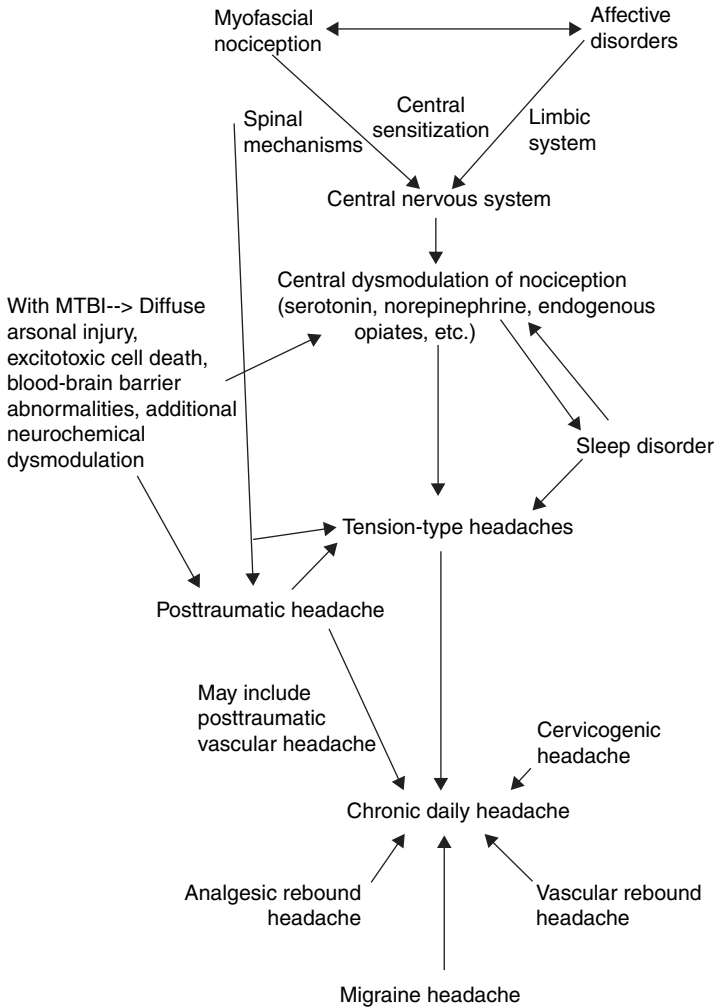 Myofascial
nociception
Affective
disorders
Spinal
mechanisms
Central
sensitization
Limbic
system
Central nervous system
Central dysmodulation of nociception
(serotonin, norepinephrine, endogenous
opiates, etc.)
With MTBI--> Diffuse
arsonal injury,
excitotoxic cell death,
blood-brain barrier
abnormalities, additional
neurochemical
dysmodulation
Sleep disorder
Tension-type headaches
Posttraumatic headache
May include
posttraumatic
vascular headache
Cervicogenic
headache
Chronic daily headache
Analgesic rebound
headache
Vascular rebound
headache
Migraine headache